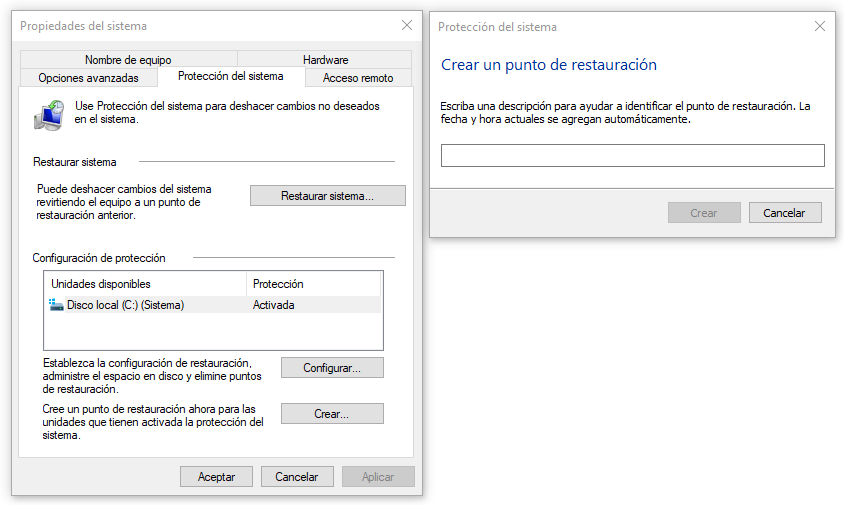 Propiedades del sistema
Nombre de equipo
Hardware
Opciones avanzadas
Protección del sistema
Acceso remoto
Use Protección del sistema para deshacer cambios no deseados
en el sistema.
Restaurar sistema
Puede deshacer cambios del sistema
revirtiendo el equipo a un punto de
restauración anterior.
Restaurar sistema...
Configuración de protección
Unidades disponibles
Protección
Disco local (C:) (Sistema)
Activada
Establezca la configuración de restauración,
administre el espacio en disco y elimine puntos
de restauración.
Configurar...
Cree un punto de restauración ahora para las
unidades que tienen activada la protección del
sistema.
Crear...
Aceptar
Cancelar
Aplicar
Protección del sistema
Crear un punto de restauración
Escriba una descripción para ayudar a identificar el punto de restauración. La
fecha y hora actuales se agregan automáticamente.
Crear
Cancelar